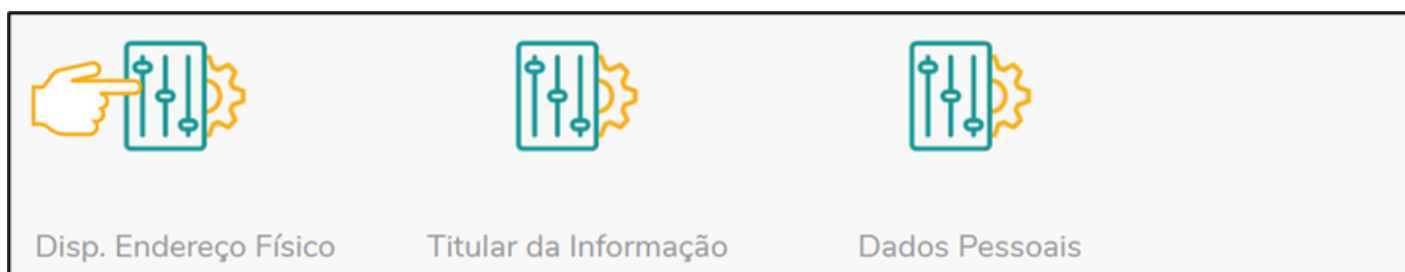 Disp. Endereço Físico Titular da Informação Dados Pessoais